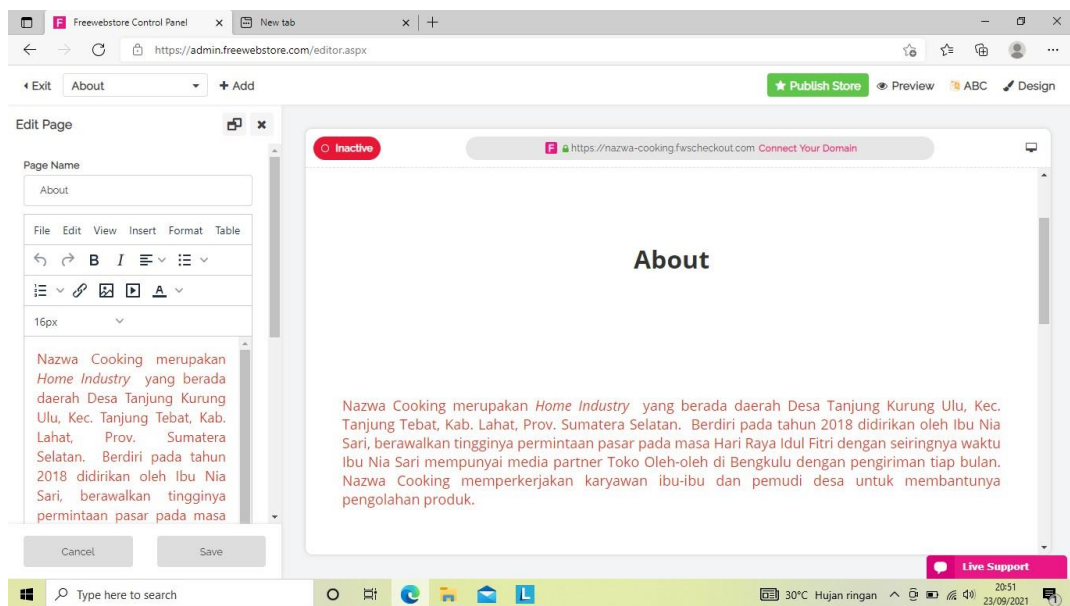 Freewebstore Control Panel
New tab
https://admin.freewebstore.com/editor.aspx
Exit
About
+ Add
Publish Store
Preview
ABC
Design
Edit Page
Page Name
About
File Edit View Insert Format Table
B I
A
16px
Nazwa Cooking merupakan
Home Industry yang berada
daerah Desa Tanjung Kurung
Ulu, Kec. Tanjung Tebat, Kab.
Lahat, Prov. Sumatera
Selatan. Berdiri pada tahun
2018 didirikan oleh Ibu Nia
Sari, berawalkan tingginya
permintaan pasar pada masa
Cancel
Save
Inactive
F https://nazwa-cooking.fwscheckout.com Connect Your Domain
About
Nazwa Cooking merupakan Home Industry yang berada daerah Desa Tanjung Kurung Ulu, Kec.
Tanjung Tebat, Kab. Lahat, Prov. Sumatera Selatan. Berdiri pada tahun 2018 didirikan oleh Ibu Nia
Sari, berawalkan tingginya permintaan pasar pada masa Hari Raya Idul Fitri dengan seiringnya waktu
Ibu Nia Sari mempunyai media partner Toko Oleh-oleh di Bengkulu dengan pengiriman tiap bulan.
Nazwa Cooking memperkerjakan karyawan ibu-ibu dan pemudi desa untuk membantunya
pengolahan produk.
Live Support
Type here to search
L
30°C Hujan ringan
20:51
23/09/2021
1